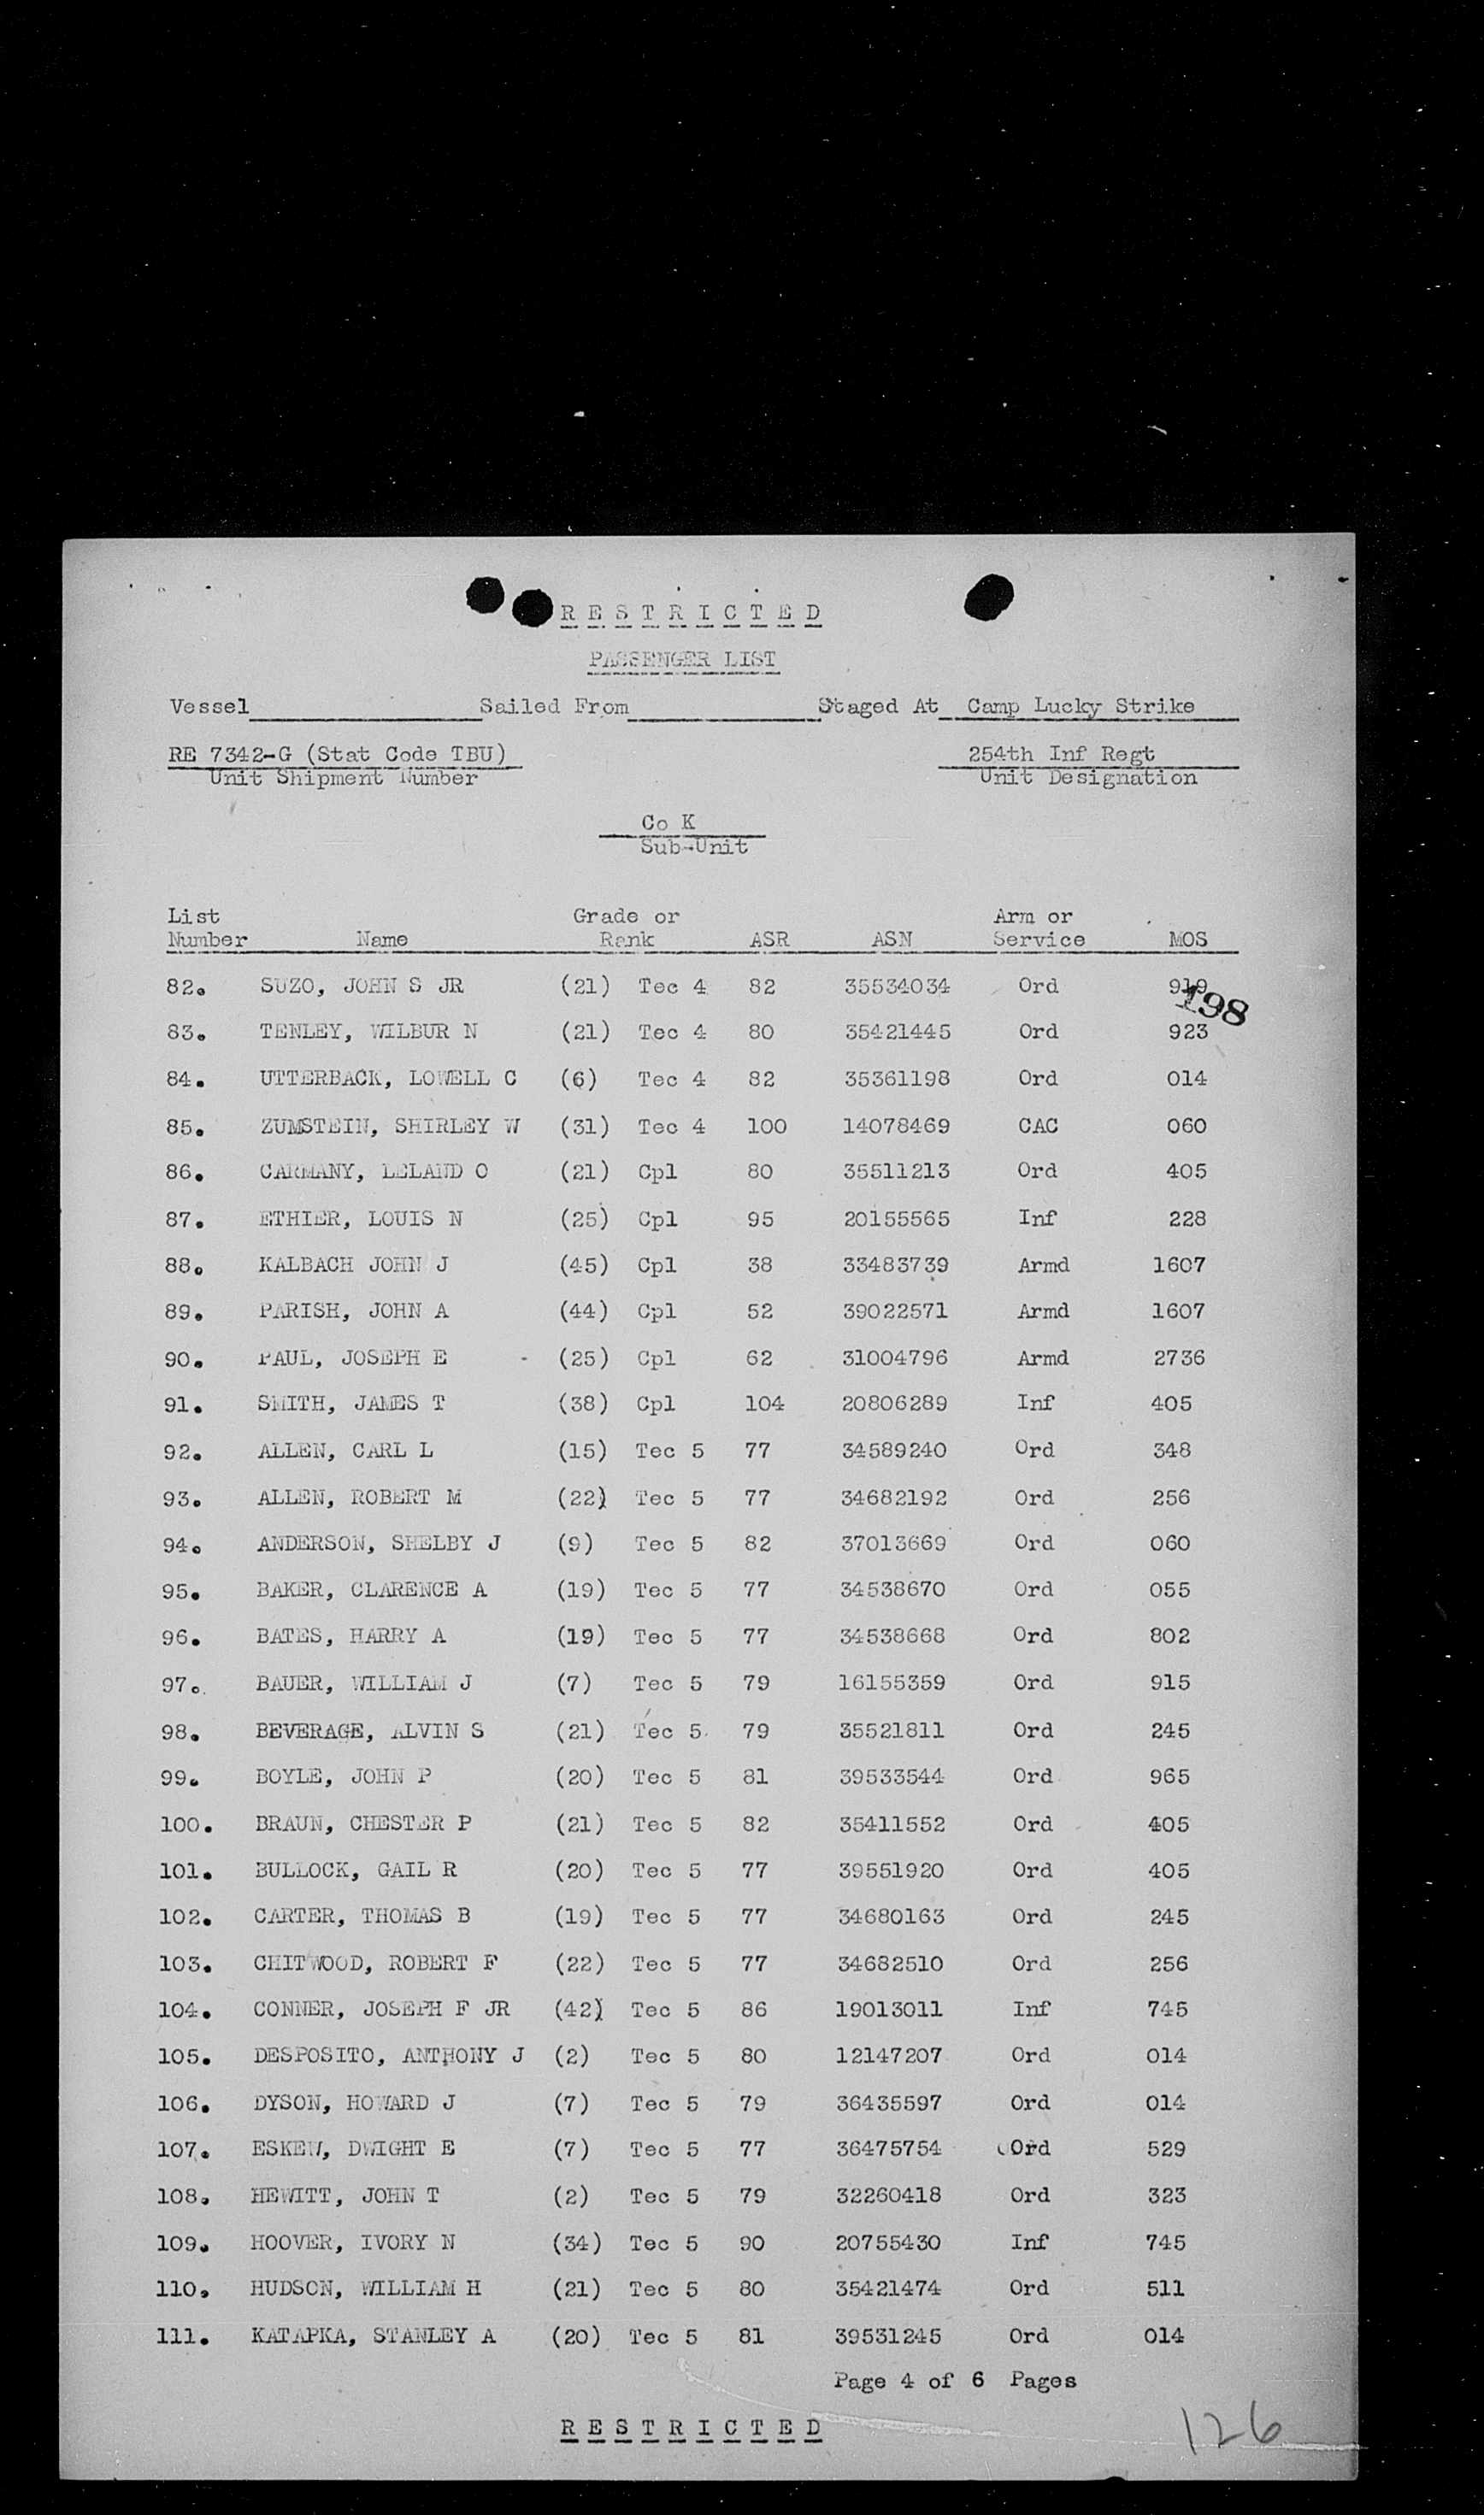 R E S T R I C T E D
PASSENGER LIST
Vessel Sailed From Staged At Camp Lucky Strike
RE 7342-G (Stat Code TBU) 254th Inf Regt
Unit Shipment Number Unit Designation
Co K
Sub-Unit
List Grade or Arm or
Number Name Rank ASR ASN Service MOS
82. SUZO, JOHN S JR (21) Tec 4 82 35534034 Ord 919
198
83. TENLEY, WILBUR N (21) Tec 4 80 35421445 Ord 923
84. UTTERBACK, LOWELL C (6) Tec 4 82 35361198 Ord 014
85. ZUMSTEIN, SHIRLEY W (31) Tec 4 100 14078469 CAC 060
86. CARMANY, LELAND O (21) Cpl 80 35511213 Ord 405
87. ETHIER, LOUIS N (25) Cpl 95 20155565 Inf 228
88. KALBACH JOHN J (45) Cpl 38 33483739 Armd 1607
89. PARISH, JOHN A (44) Cpl 52 39022571 Armd 1607
90. PAUL, JOSEPH E (25) Cpl 62 31004796 Armd 2736
91. SMITH, JAMES T (38) Cpl 104 20806289 Inf 405
92. ALLEN, CARL L (15) Tec 5 77 34589240 Ord 348
93. ALLEN, ROBERT M (22) Tec 5 77 34682192 Ord 256
94. ANDERSON, SHELBY J (9) Tec 5 82 37013669 Ord 060
95. BAKER, CLARENCE A (19) Tec 5 77 34538670 Ord 055
96. BATES, HARRY A (19) Tec 5 77 34538668 Ord 802
97. BAUER, WILLIAM J (7) Tec 5 79 16155359 Ord 915
98. BEVERAGE, ALVIN S (21) Tec 5 79 35521811 Ord 245
99. BOYLE, JOHN P (20) Tec 5 81 39533544 Ord 965
100. BRAUN, CHESTER P (21) Tec 5 82 35411552 Ord 405
101. BULLOCK, GAIL R (20) Tec 5 77 39551920 Ord 405
102. CARTER, THOMAS B (19) Tec 5 77 34680163 Ord 245
103. CHITWOOD, ROBERT F (22) Tec 5 77 34682510 Ord 256
104. CONNER, JOSEPH F JR (42) Tec 5 86 19013011 Inf 745
105. DESPOSITO, ANTHONY J (2) Tec 5 80 12147207 Ord 014
106. DYSON, HOWARD J (7) Tec 5 79 36435597 Ord 014
107. ESKEW, DWIGHT E (7) Tec 5 77 36475754 Ord 529
108. HEWITT, JOHN T (2) Tec 5 79 32260418 Ord 323
109. HOOVER, IVORY N (34) Tec 5 90 20755430 Inf 745
110. HUDSON, WILLIAM H (21) Tec 5 80 35421474 Ord 511
111. KATAPKA, STANLEY A (20) Tec 5 81 39531245 Ord 014
Page 4 of 6 Pages
R E S T R I C T E D
126